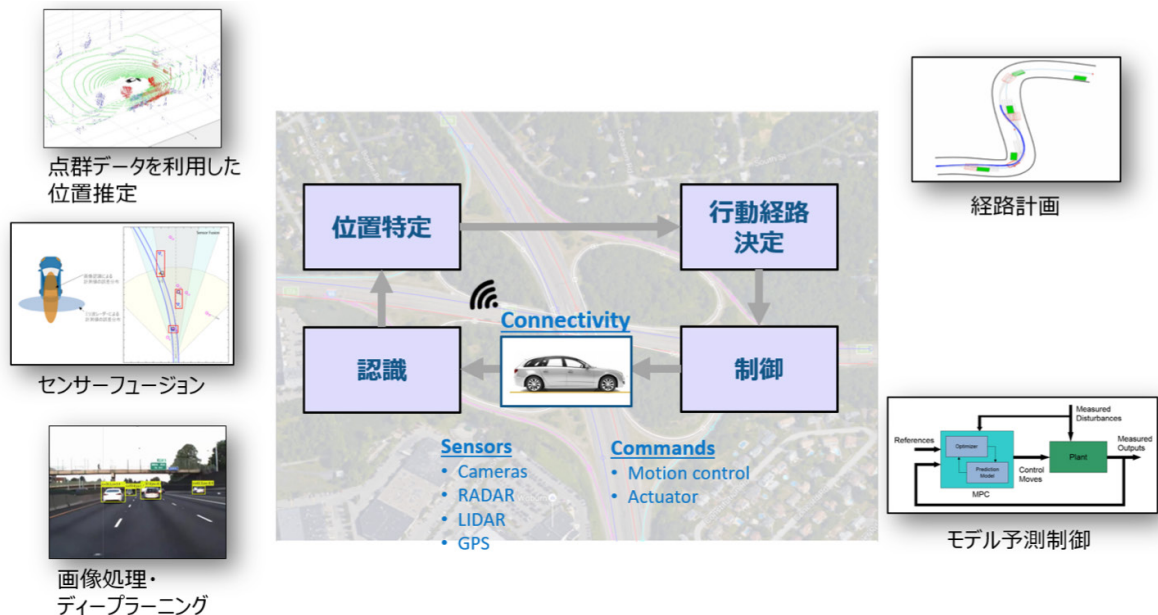 点群データを利用した
位置推定
センサーフュージョン
画像処理・
ディープラーニング
位置特定
行動経路
決定
認識
制御
Connectivity
Sensors
• Cameras
• RADAR
• LIDAR
• GPS
Commands
• Motion control
• Actuator
経路計画
Measured
Disturbances
References
Optimizer
Prediction
Model
MPC
Control
Moves
Plant
Measured
Outputs
モデル予測制御